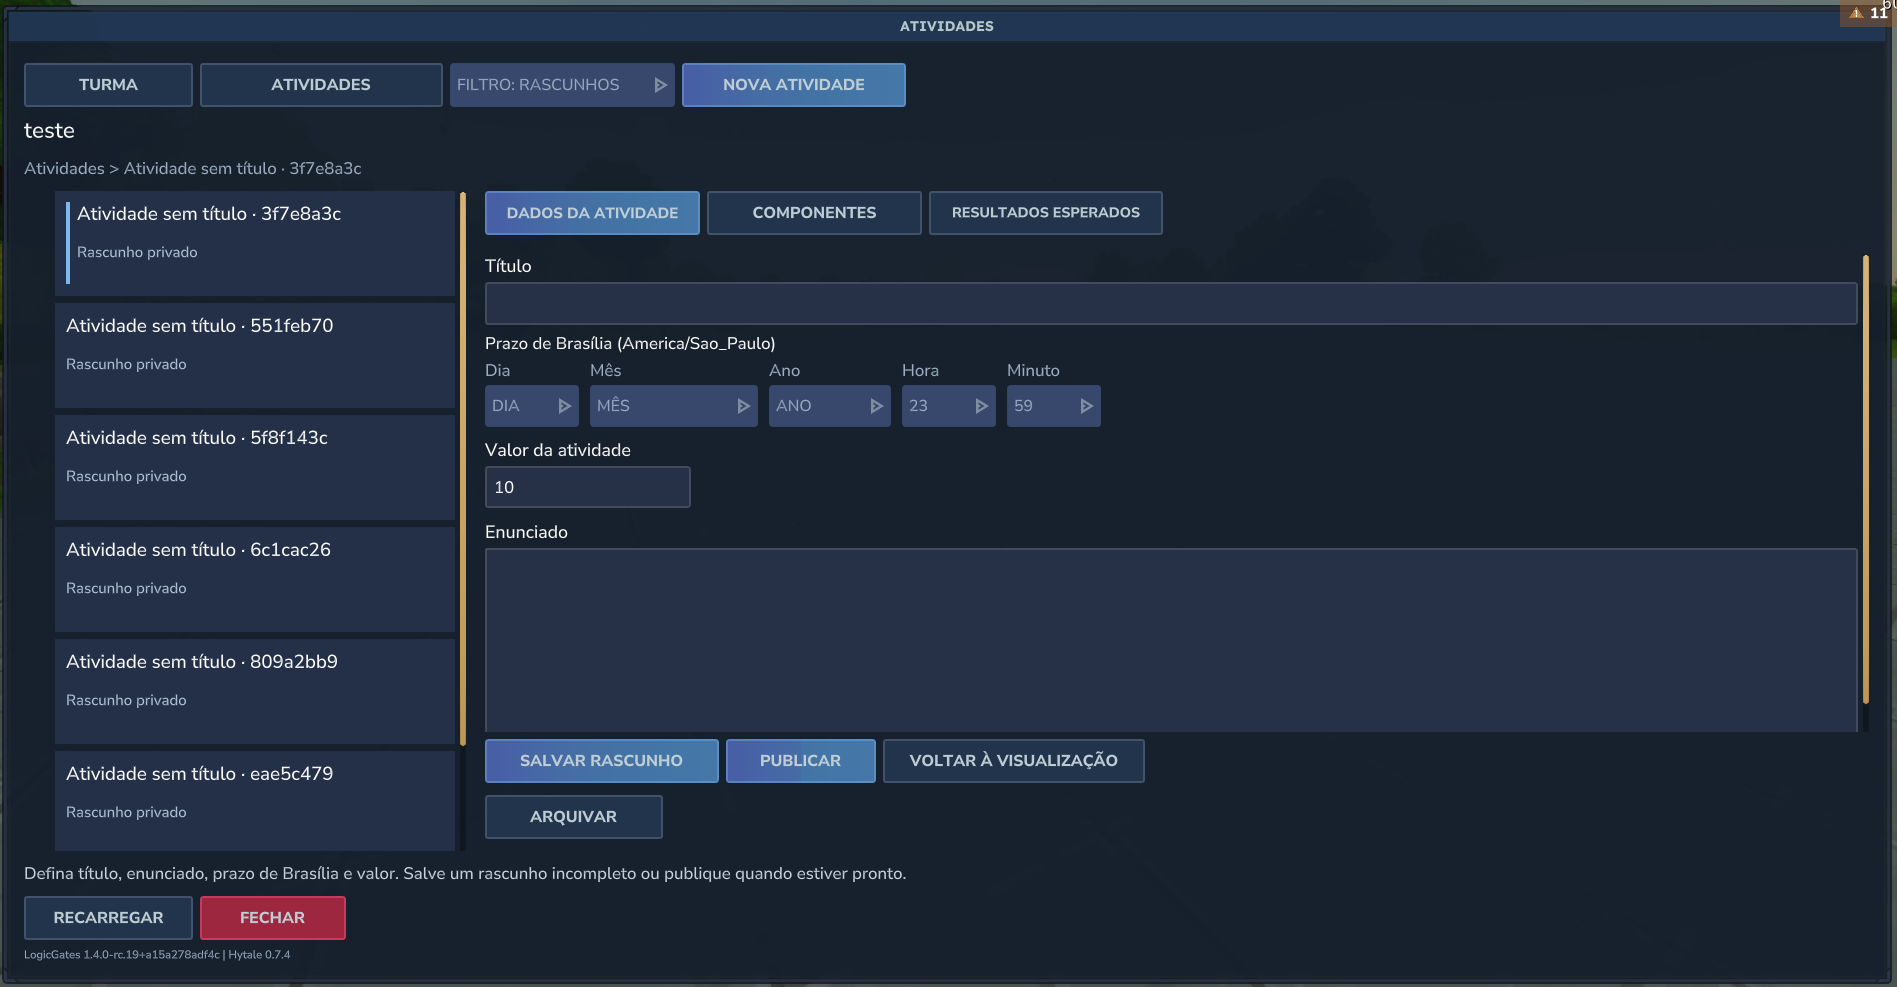 ATIVIDADES
11
TURMA
ATIVIDADES
FILTRO: RASCUNHOS
NOVA ATIVIDADE
teste
Atividades > Atividade sem título · 3f7e8a3c
Atividade sem título · 3f7e8a3c
Rascunho privado
Atividade sem título · 551feb70
Rascunho privado
Atividade sem título · 5f8f143c
Rascunho privado
Atividade sem título · 6c1cac26
Rascunho privado
Atividade sem título · 809a2bb9
Rascunho privado
Atividade sem título · eae5c479
Rascunho privado
DADOS DA ATIVIDADE
COMPONENTES
RESULTADOS ESPERADOS
Título
Prazo de Brasília (America/Sao_Paulo)
Dia Mês Ano Hora Minuto
DIA MÊS ANO 23 59
Valor da atividade
10
Enunciado
SALVAR RASCUNHO
PUBLICAR
VOLTAR À VISUALIZAÇÃO
ARQUIVAR
Defina título, enunciado, prazo de Brasília e valor. Salve um rascunho incompleto ou publique quando estiver pronto.
RECARREGAR
FECHAR
LogicGates 1.4.0-rc.19+a15a278adf4c | Hytale 0.7.4